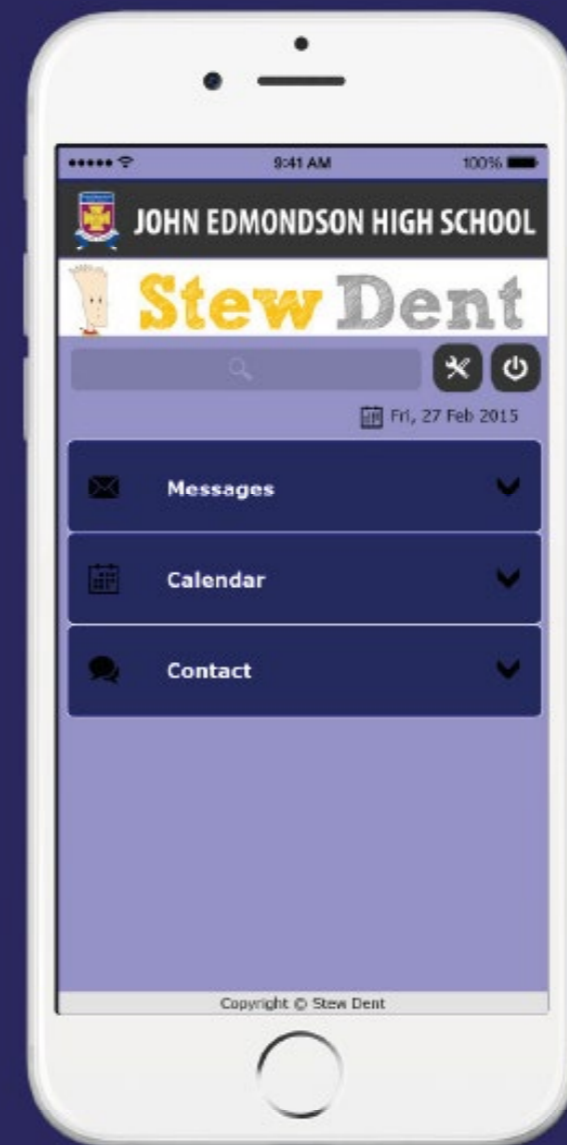 9:41 AM 100%
JOHN EDMONDSON HIGH SCHOOL
Stew Dent
Fri, 27 Feb 2015
Messages
Calendar
Contact
Copyright © Stew Dent